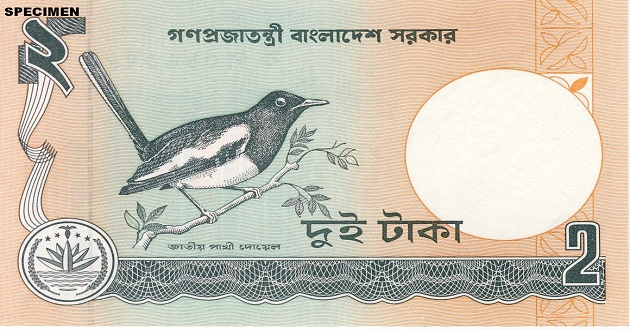 SPECIMEN
২
গণপ্রজাতন্ত্রী বাংলাদেশ সরকার
দুই টাকা
জাতীয় পাখী দোয়েল
2